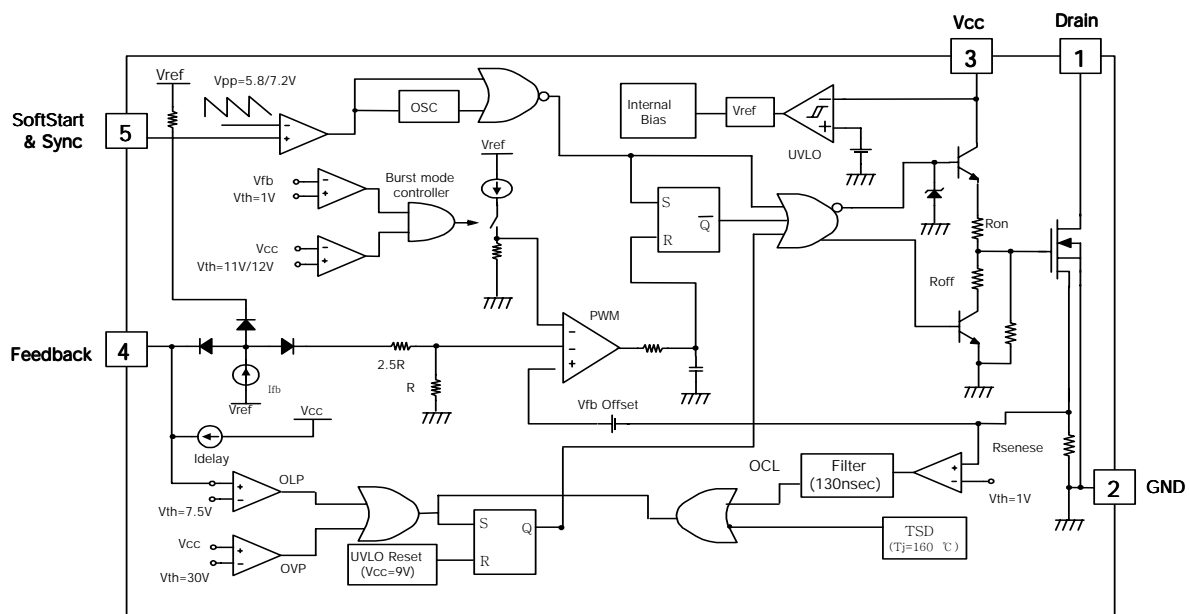 Vcc
Drain
3
1
Vref
Vpp=5.8/7.2V
SoftStart
& Sync
5
OSC
Internal
Bias
Vref
UVLO
Vref
Vfb
Vth=1V
Burst mode
controller
Vcc
Vth=11V/12V
S
Q
R
Ron
Roff
PWM
Feedback
4
2.5R
R
Ifb
Vref
Vcc
Idelay
Vfb Offset
Rsenese
OLP
Vth=7.5V
OCL
Filter
(130nsec)
Vth=1V
2
GND
S
Q
R
Vcc
Vth=30V
OVP
UVLO Reset
(Vcc=9V)
TSD
(Tj=160 ℃)